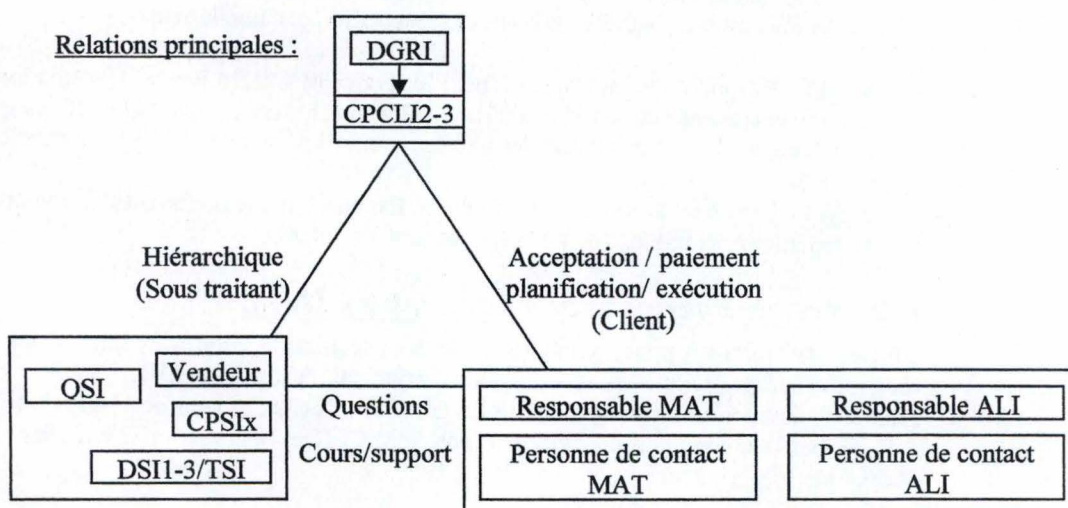 Relations principales :
DGRI
CPCLI2-3
Hiérarchique
(Sous traitant)
Acceptation / paiement
planification/ exécution
(Client)
QSI
Vendeur
CPSIx
DSI1-3/TSI
Questions
Cours/support
Responsable MAT
Responsable ALI
Personne de contact
MAT
Personne de contact
ALI